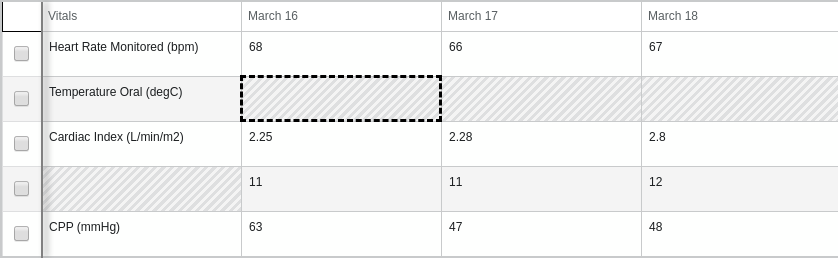 Vitals March 16 March 17 March 18
Heart Rate Monitored (bpm) 68 66 67
Temperature Oral (degC)
Cardiac Index (L/min/m2) 2.25 2.28 2.8
11 11 12
CPP (mmHg) 63 47 48